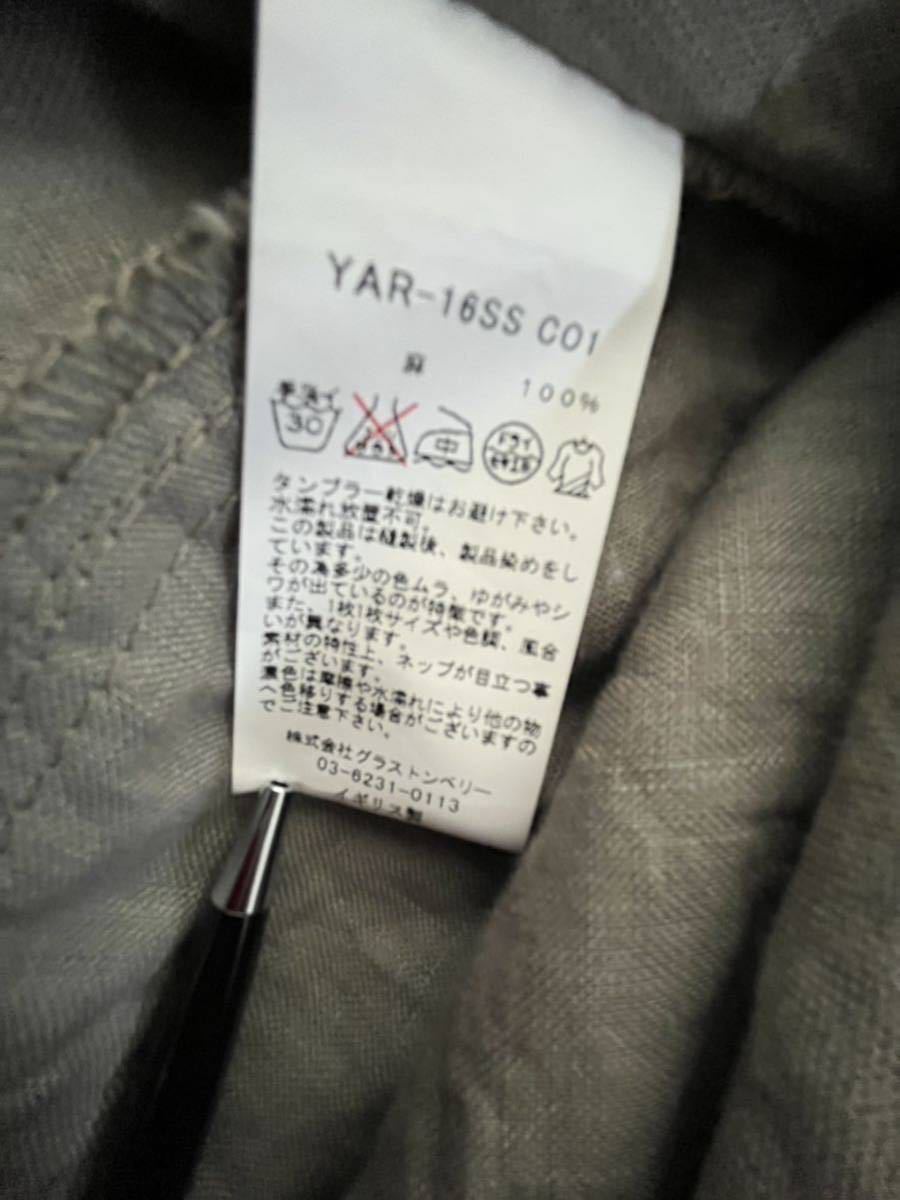 YAR-16SS C01
麻 100%
手洗イ 30 中 ドライ セキユ系
タンブラー乾燥はお避け下さい。
水濡れ放置不可。
この製品は縫製後、製品染めをし
ています。
その為多少の色ムラ、ゆがみやシ
ワが出ているのが特徴です。
また、1枚1枚サイズや色調、風合
いが異なります。
素材の特性上、ネップが目立つ事
がございます。
濃色は摩擦や水濡れにより他の物
へ色移りする場合がございますの
でご注意下さい。
株式会社グラストンベリー
03-6231-0113
イギリス製